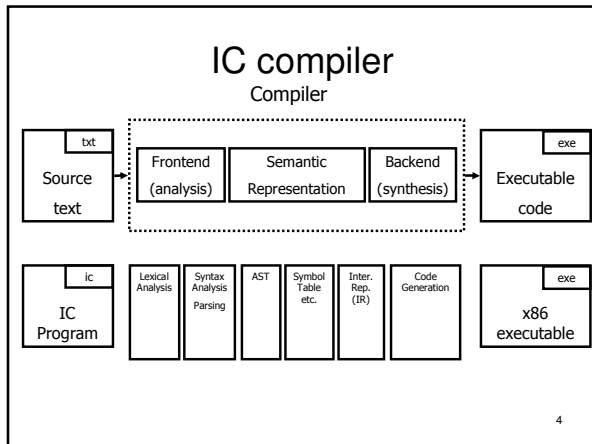 IC compiler
Compiler
txt
Source
text
Frontend
(analysis)
Semantic
Representation
Backend
(synthesis)
exe
Executable
code
ic
IC
Program
Lexical
Analysis
Syntax
Analysis
Parsing
AST
Symbol
Table
etc.
Inter.
Rep.
(IR)
Code
Generation
exe
x86
executable
4